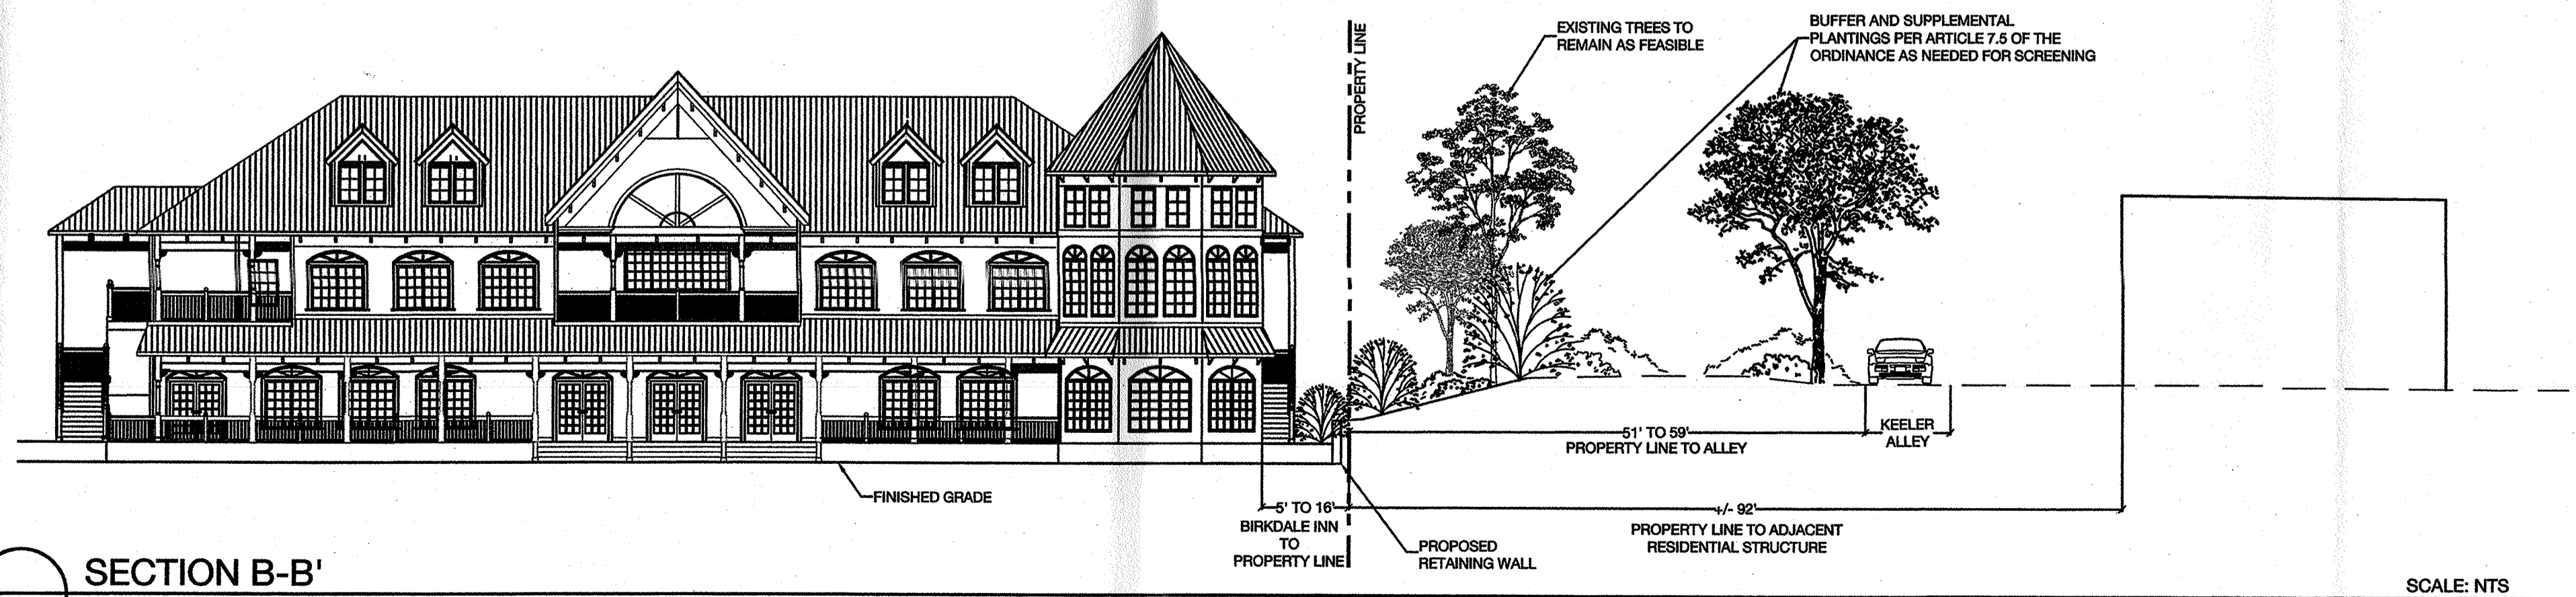 PROPERTY LINE
EXISTING TREES TO
REMAIN AS FEASIBLE
BUFFER AND SUPPLEMENTAL
PLANTINGS PER ARTICLE 7.5 OF THE
ORDINANCE AS NEEDED FOR SCREENING
51' TO 59'
PROPERTY LINE TO ALLEY
KEELER
ALLEY
FINISHED GRADE
5' TO 16'
BIRKDALE INN
TO
PROPERTY LINE
+/- 92'
PROPERTY LINE TO ADJACENT
RESIDENTIAL STRUCTURE
PROPOSED
RETAINING WALL
SECTION B-B'
SCALE: NTS